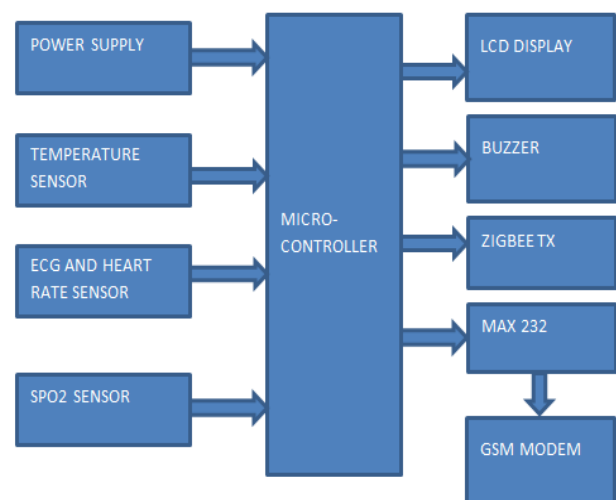 POWER SUPPLY
TEMPERATURE
SENSOR
ECG AND HEART
RATE SENSOR
SPO2 SENSOR
MICRO-
CONTROLLER
LCD DISPLAY
BUZZER
ZIGBEE TX
MAX 232
GSM MODEM